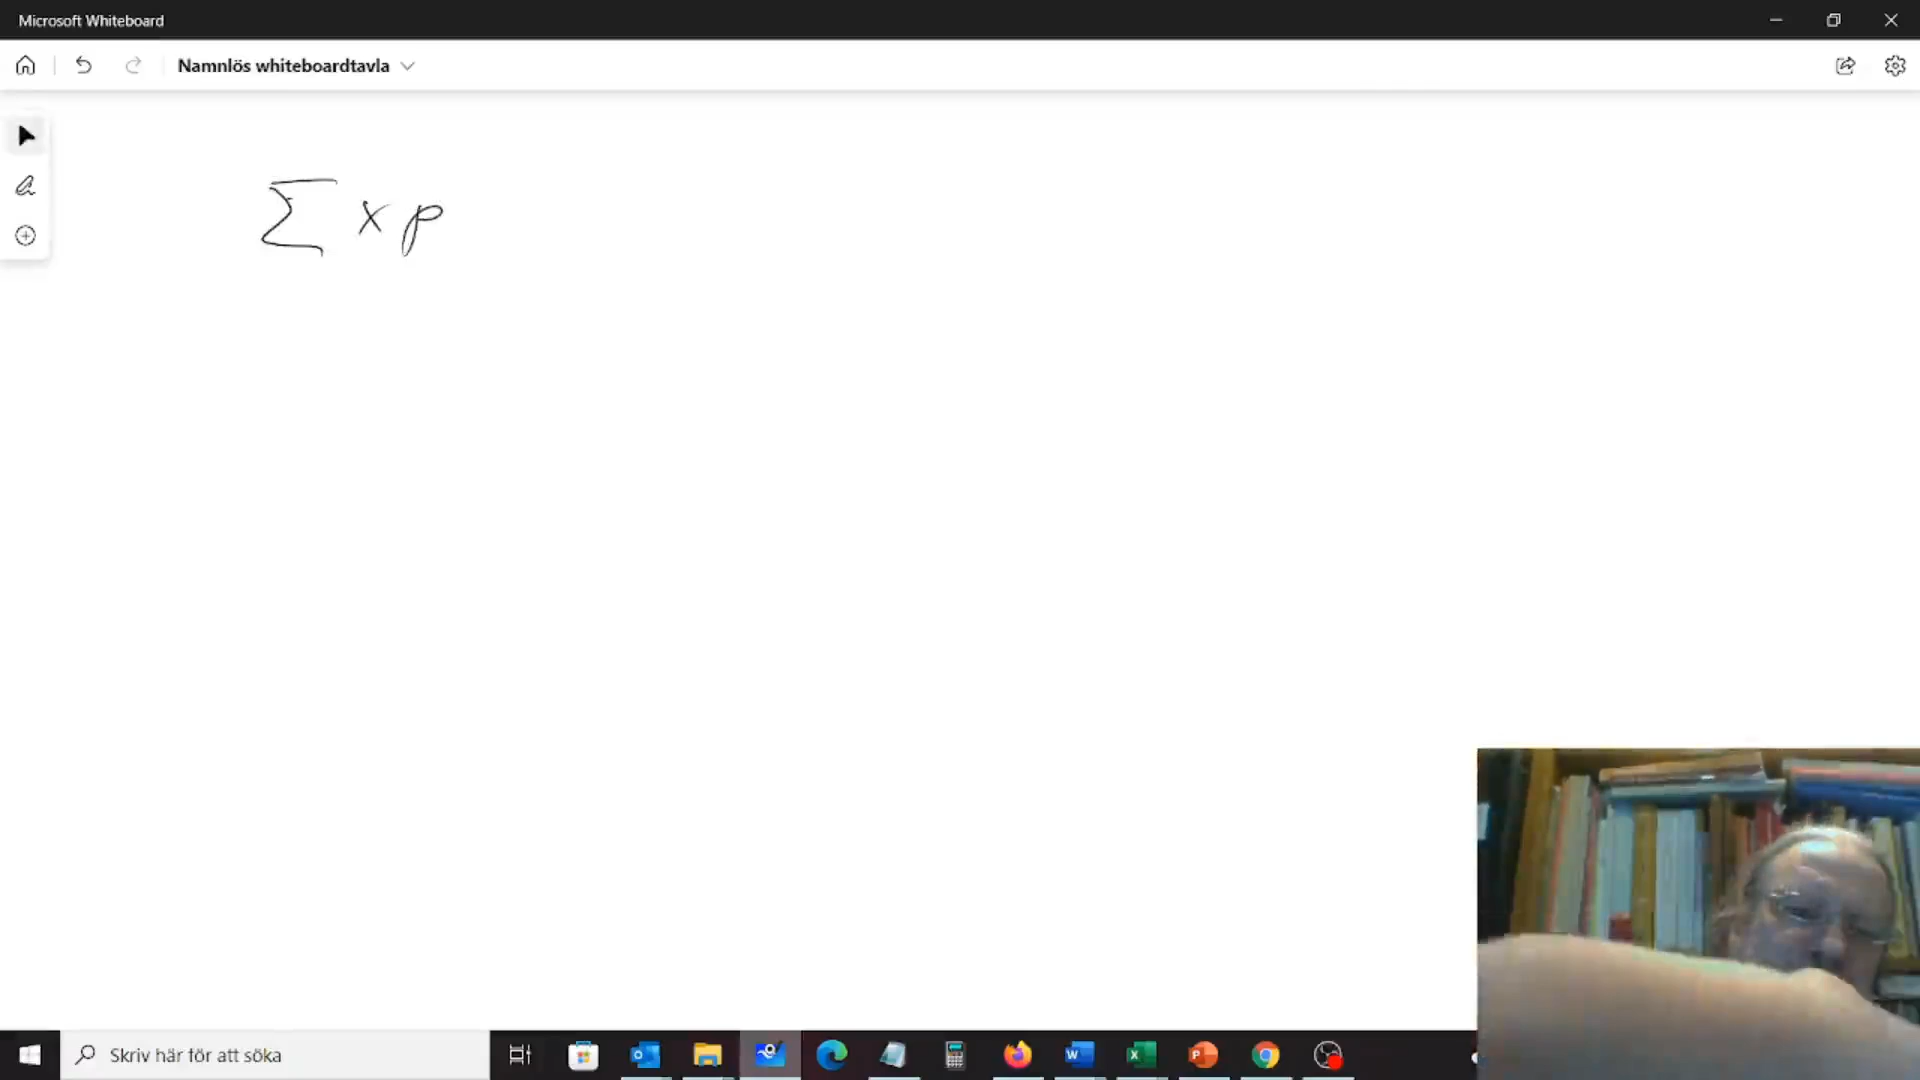 Microsoft Whiteboard
Namnlös whiteboardtavla
∑ x p
Skriv här för att söka